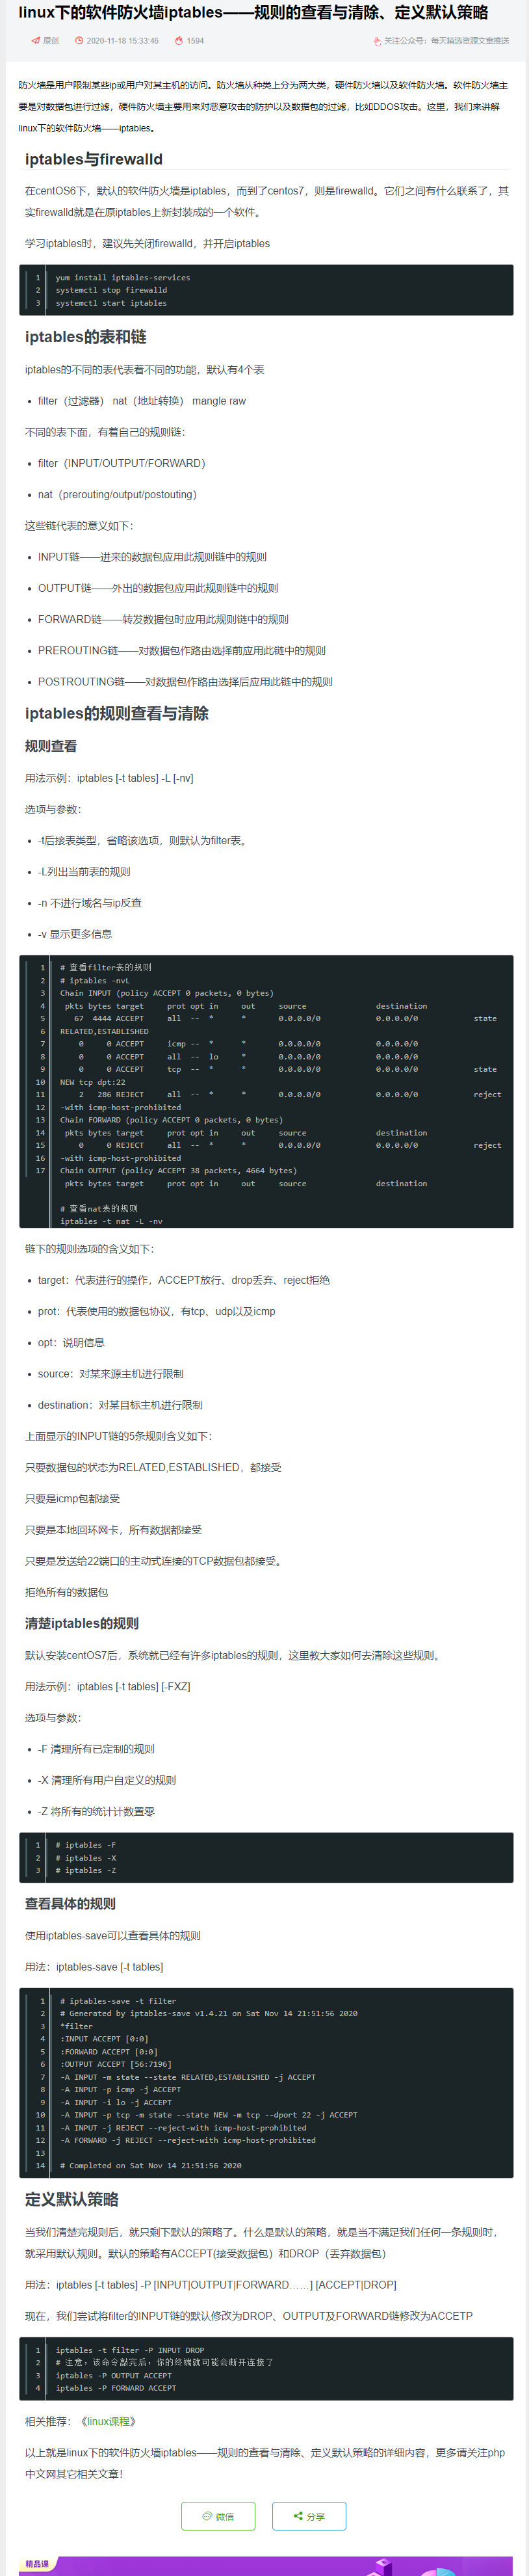 linux下的软件防火墙iptables——规则的查看与清除、定义默认策略
原创 2020-11-18 15:33:46 1594 关注公众号：每天精选资源文章推送
防火墙是用户限制某些ip或用户对其主机的访问。防火墙从种类上分为两大类，硬件防火墙以及软件防火墙。软件防火墙主
要是对数据包进行过滤，硬件防火墙主要用来对恶意攻击的防护以及数据包的过滤，比如DDOS攻击。这里，我们来讲解
linux下的软件防火墙——iptables。
iptables与firewalld
在centOS6下，默认的软件防火墙是iptables，而到了centos7，则是firewalld。它们之间有什么联系了，其
实firewalld就是在原iptables上新封装成的一个软件。
学习iptables时，建议先关闭firewalld，并开启iptables
1 yum install iptables-services
2 systemctl stop firewalld
3 systemctl start iptables
iptables的表和链
iptables的不同的表代表着不同的功能，默认有4个表
• filter（过滤器） nat（地址转换） mangle raw
不同的表下面，有着自己的规则链：
• filter（INPUT/OUTPUT/FORWARD）
• nat（prerouting/output/postouting）
这些链代表的意义如下：
• INPUT链——进来的数据包应用此规则链中的规则
• OUTPUT链——外出的数据包应用此规则链中的规则
• FORWARD链——转发数据包时应用此规则链中的规则
• PREROUTING链——对数据包作路由选择前应用此链中的规则
• POSTROUTING链——对数据包作路由选择后应用此链中的规则
iptables的规则查看与清除
规则查看
用法示例：iptables [-t tables] -L [-nv]
选项与参数：
• -t后接表类型，省略该选项，则默认为filter表。
• -L列出当前表的规则
• -n 不进行域名与ip反查
• -v 显示更多信息
1 # 查看filter表的规则
2 # iptables -nvL
3 Chain INPUT (policy ACCEPT 0 packets, 0 bytes)
4 pkts bytes target prot opt in out source destination
5 67 4444 ACCEPT all -- * * 0.0.0.0/0 0.0.0.0/0 state
6 RELATED,ESTABLISHED
7 0 0 ACCEPT icmp -- * * 0.0.0.0/0 0.0.0.0/0
8 0 0 ACCEPT all -- lo * 0.0.0.0/0 0.0.0.0/0
9 0 0 ACCEPT tcp -- * * 0.0.0.0/0 0.0.0.0/0 state
10 NEW tcp dpt:22
11 2 286 REJECT all -- * * 0.0.0.0/0 0.0.0.0/0 reject
12 -with icmp-host-prohibited
13 Chain FORWARD (policy ACCEPT 0 packets, 0 bytes)
14 pkts bytes target prot opt in out source destination
15 0 0 REJECT all -- * * 0.0.0.0/0 0.0.0.0/0 reject
16 -with icmp-host-prohibited
17 Chain OUTPUT (policy ACCEPT 38 packets, 4664 bytes)
pkts bytes target prot opt in out source destination
# 查看nat表的规则
iptables -t nat -L -nv
链下的规则选项的含义如下：
• target：代表进行的操作，ACCEPT放行、drop丢弃、reject拒绝
• prot：代表使用的数据包协议，有tcp、udp以及icmp
• opt：说明信息
• source：对某来源主机进行限制
• destination：对某目标主机进行限制
上面显示的INPUT链的5条规则含义如下：
只要数据包的状态为RELATED,ESTABLISHED，都接受
只要是icmp包都接受
只要是本地回环网卡，所有数据都接受
只要是发送给22端口的主动式连接的TCP数据包都接受。
拒绝所有的数据包
清楚iptables的规则
默认安装centOS7后，系统就已经有许多iptables的规则，这里教大家如何去清除这些规则。
用法示例：iptables [-t tables] [-FXZ]
选项与参数：
• -F 清理所有已定制的规则
• -X 清理所有用户自定义的规则
• -Z 将所有的统计计数置零
1 # iptables -F
2 # iptables -X
3 # iptables -Z
查看具体的规则
使用iptables-save可以查看具体的规则
用法：iptables-save [-t tables]
1 # iptables-save -t filter
2 # Generated by iptables-save v1.4.21 on Sat Nov 14 21:51:56 2020
3 *filter
4 :INPUT ACCEPT [0:0]
5 :FORWARD ACCEPT [0:0]
6 :OUTPUT ACCEPT [56:7196]
7 -A INPUT -m state --state RELATED,ESTABLISHED -j ACCEPT
8 -A INPUT -p icmp -j ACCEPT
9 -A INPUT -i lo -j ACCEPT
10 -A INPUT -p tcp -m state --state NEW -m tcp --dport 22 -j ACCEPT
11 -A INPUT -j REJECT --reject-with icmp-host-prohibited
12 -A FORWARD -j REJECT --reject-with icmp-host-prohibited
13
14 # Completed on Sat Nov 14 21:51:56 2020
定义默认策略
当我们清楚完规则后，就只剩下默认的策略了。什么是默认的策略，就是当不满足我们任何一条规则时，
就采用默认规则。默认的策略有ACCEPT(接受数据包）和DROP（丢弃数据包）
用法：iptables [-t tables] -P [INPUT|OUTPUT|FORWARD……] [ACCEPT|DROP]
现在，我们尝试将filter的INPUT链的默认修改为DROP、OUTPUT及FORWARD链修改为ACCETP
1 iptables -t filter -P INPUT DROP
2 # 注意，该命令敲完后，你的终端就可能会断开连接了
3 iptables -P OUTPUT ACCEPT
4 iptables -P FORWARD ACCEPT
相关推荐：《linux课程》
以上就是linux下的软件防火墙iptables——规则的查看与清除、定义默认策略的详细内容，更多请关注php
中文网其它相关文章！
微信 分享
精品课